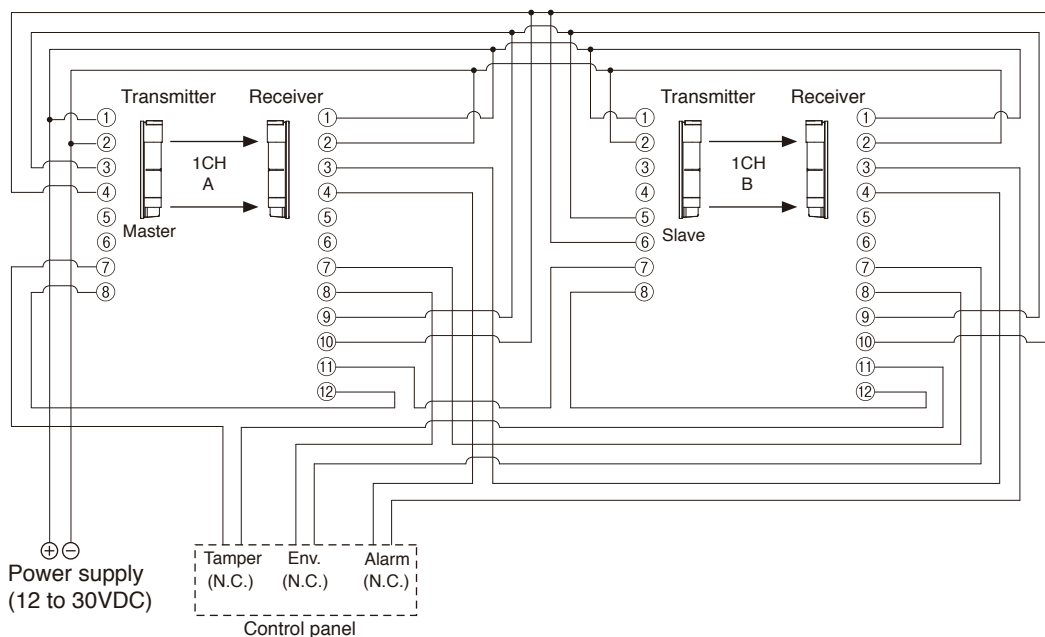 Transmitter Receiver Transmitter Receiver
① ① ① ①
② ② ② ②
1CH 1CH
③ ③ ③ ③
A B
④ ④ ④ ④
⑤ ⑤ ⑤ ⑤
Master Slave
⑥ ⑥ ⑥ ⑥
⑦ ⑦ ⑦ ⑦
⑧ ⑧ ⑧ ⑧
⑨ ⑨
⑩ ⑩
⑪ ⑪
⑫ ⑫
⊕ ⊖
Power supply
(12 to 30VDC)
Tamper Env. Alarm
(N.C.) (N.C.) (N.C.)
Control panel